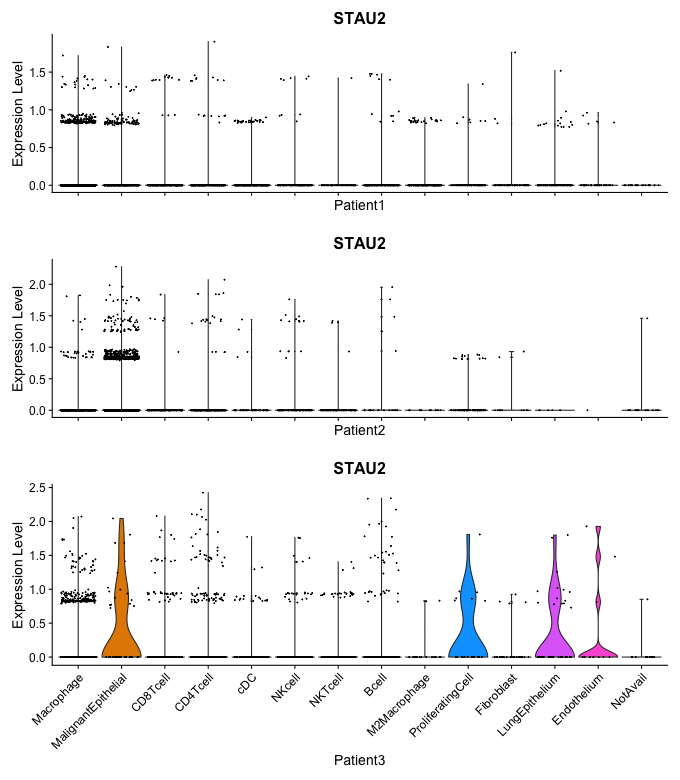 STAU2
Expression Level
1.5
1.0
0.5
0.0
Patient1
STAU2
Expression Level
2.0
1.5
1.0
0.5
0.0
Patient2
STAU2
Expression Level
2.5
2.0
1.5
1.0
0.5
0.0
Macrophage
MalignantEpithelial
CD8Tcell
CD4Tcell
cDC
NKcell
NKTcell
Bcell
M2Macrophage
ProliferatingCell
Fibroblast
LungEpithelium
Endothelium
NotAvail
Patient3